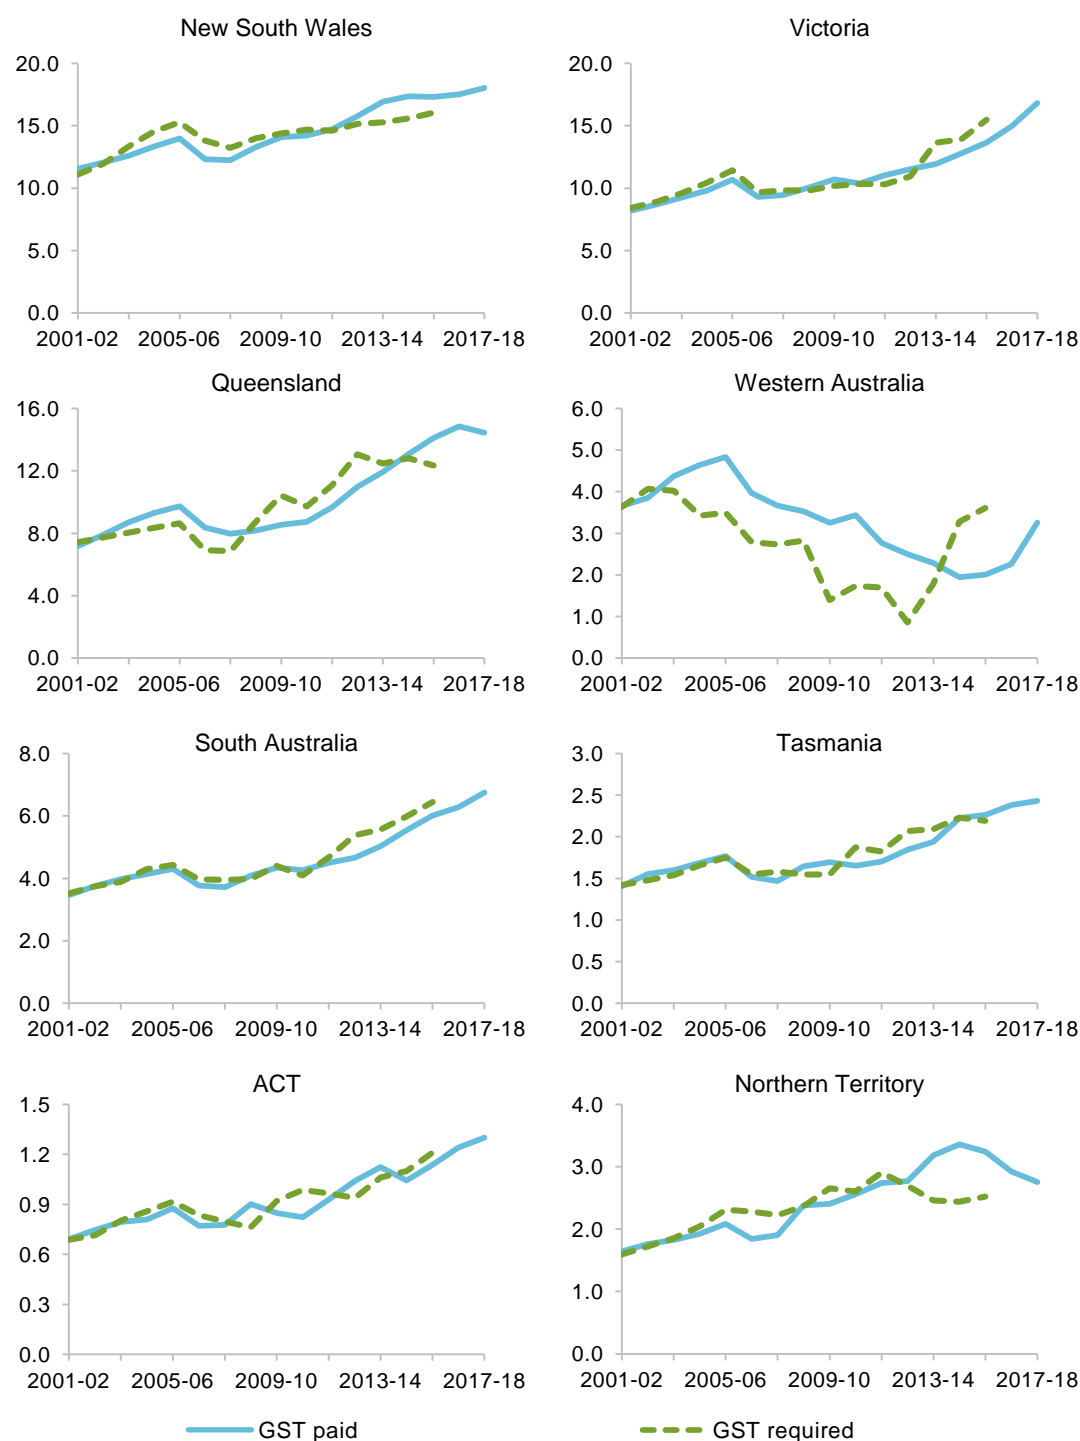 New South Wales
20.0
15.0
10.0
5.0
0.0
2001-02 2005-06 2009-10 2013-14 2017-18
Victoria
20.0
15.0
10.0
5.0
0.0
2001-02 2005-06 2009-10 2013-14 2017-18
Queensland
16.0
12.0
8.0
4.0
0.0
2001-02 2005-06 2009-10 2013-14 2017-18
Western Australia
6.0
5.0
4.0
3.0
2.0
1.0
0.0
2001-02 2005-06 2009-10 2013-14 2017-18
South Australia
8.0
6.0
4.0
2.0
0.0
2001-02 2005-06 2009-10 2013-14 2017-18
Tasmania
3.0
2.5
2.0
1.5
1.0
0.5
0.0
2001-02 2005-06 2009-10 2013-14 2017-18
ACT
1.5
1.2
0.9
0.6
0.3
0.0
2001-02 2005-06 2009-10 2013-14 2017-18
Northern Territory
4.0
3.0
2.0
1.0
0.0
2001-02 2005-06 2009-10 2013-14 2017-18
GST paid
GST required